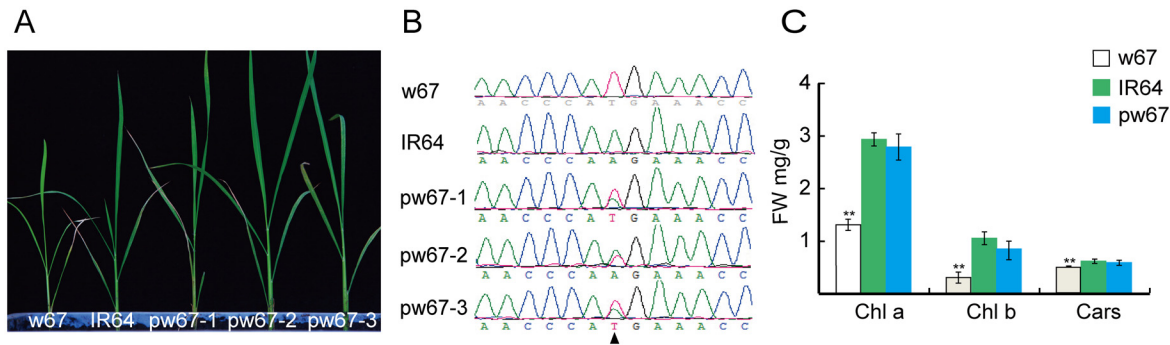 A
w67 IR64 pw67-1 pw67-2 pw67-3
B
w67
A A C C C A T G A A A C C
IR64
A A C C C A A G A A A C C
pw67-1
A A C C C A T G A A A C C
pw67-2
A A C C C A A G A A A C C
pw67-3
A A C C C A T G A A A C C
C
w67
IR64
pw67
FW mg/g
4
3
2
1
**
**
**
Chl a Chl b Cars